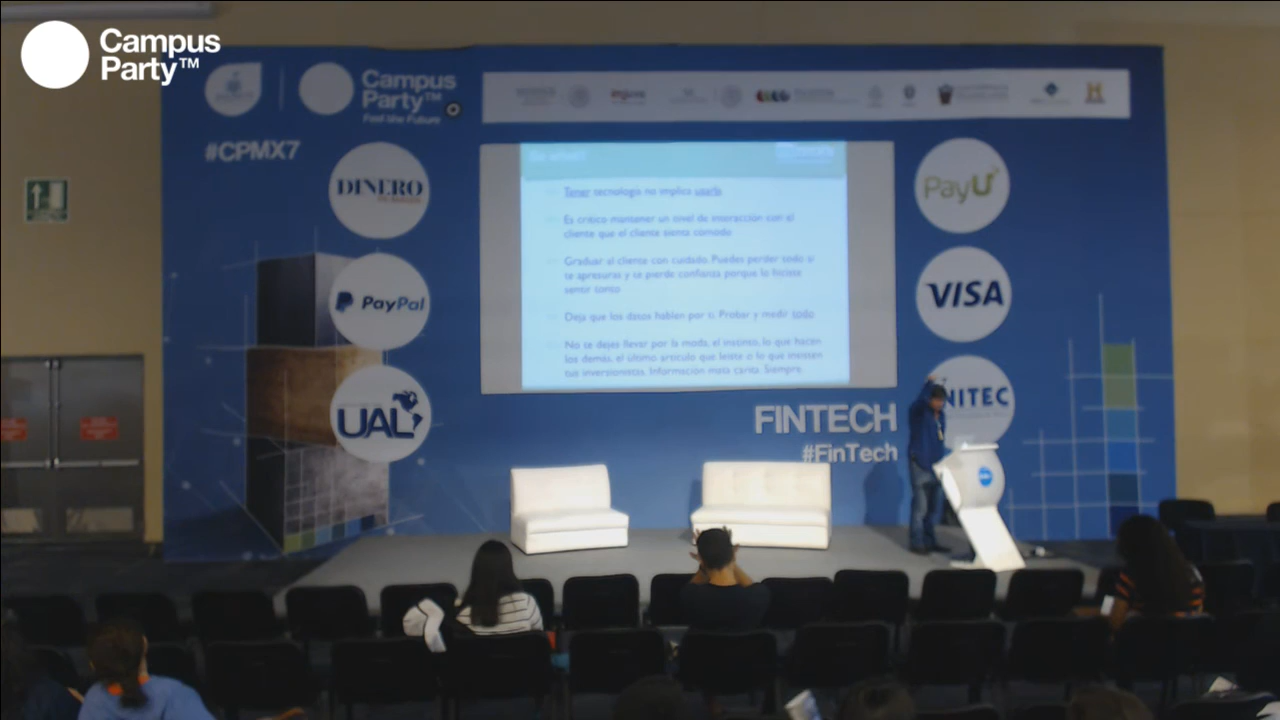 Campus
Party™
Campus
Party™
Feel the Future
#CPMX7
DINERO
PayPal
UAL
PayU
VISA
NITEC
Tener tecnología no implica usarla
Es crítico mantener un nivel de interacción con el
cliente que el cliente sienta cómodo
Graduar al cliente con cuidado. Puedes perder todo si
te apresuras y te pierde confianza porque lo hiciste
sentir tonto
Deja que los datos hablen por ti. Probar y medir todo
No te dejes llevar por la moda, el instinto, lo que hacen
los demás, el último artículo que leíste o lo que insisten
tus inversionistas. Información mata carita. Siempre.
FINTECH
#FinTech